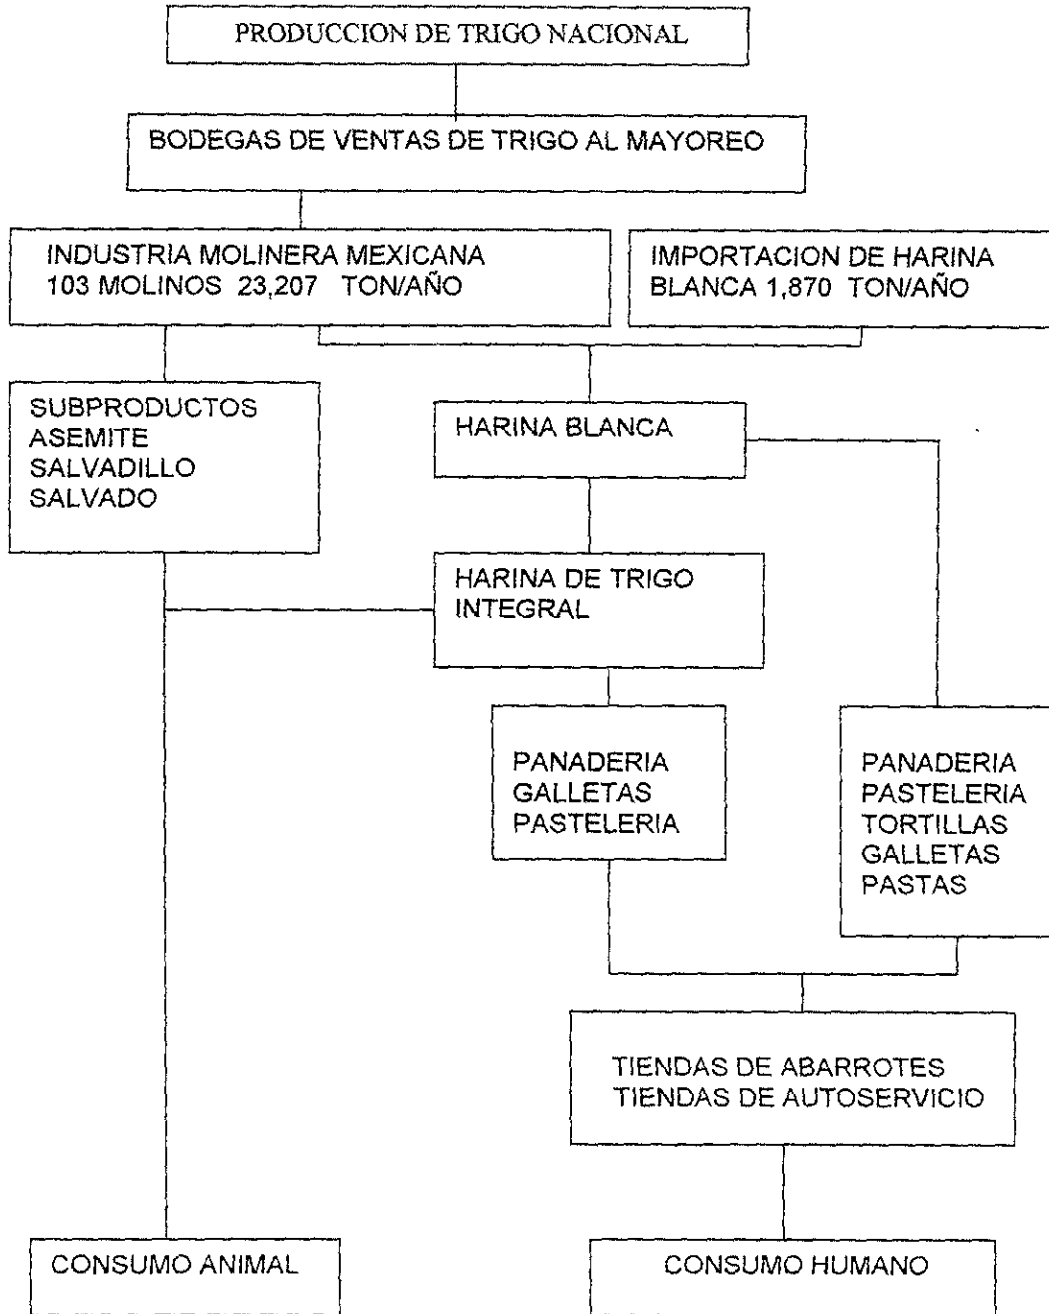 PRODUCCION DE TRIGO NACIONAL
BODEGAS DE VENTAS DE TRIGO AL MAYOREO
INDUSTRIA MOLINERA MEXICANA
103 MOLINOS 23,207 TON/AÑO
IMPORTACION DE HARINA
BLANCA 1,870 TON/AÑO
SUBPRODUCTOS
ASEMITE
SALVADILLO
SALVADO
HARINA BLANCA
HARINA DE TRIGO
INTEGRAL
PANADERIA
GALLETAS
PASTELERIA
PANADERIA
PASTELERIA
TORTILLAS
GALLETAS
PASTAS
TIENDAS DE ABARROTES
TIENDAS DE AUTOSERVICIO
CONSUMO ANIMAL
CONSUMO HUMANO